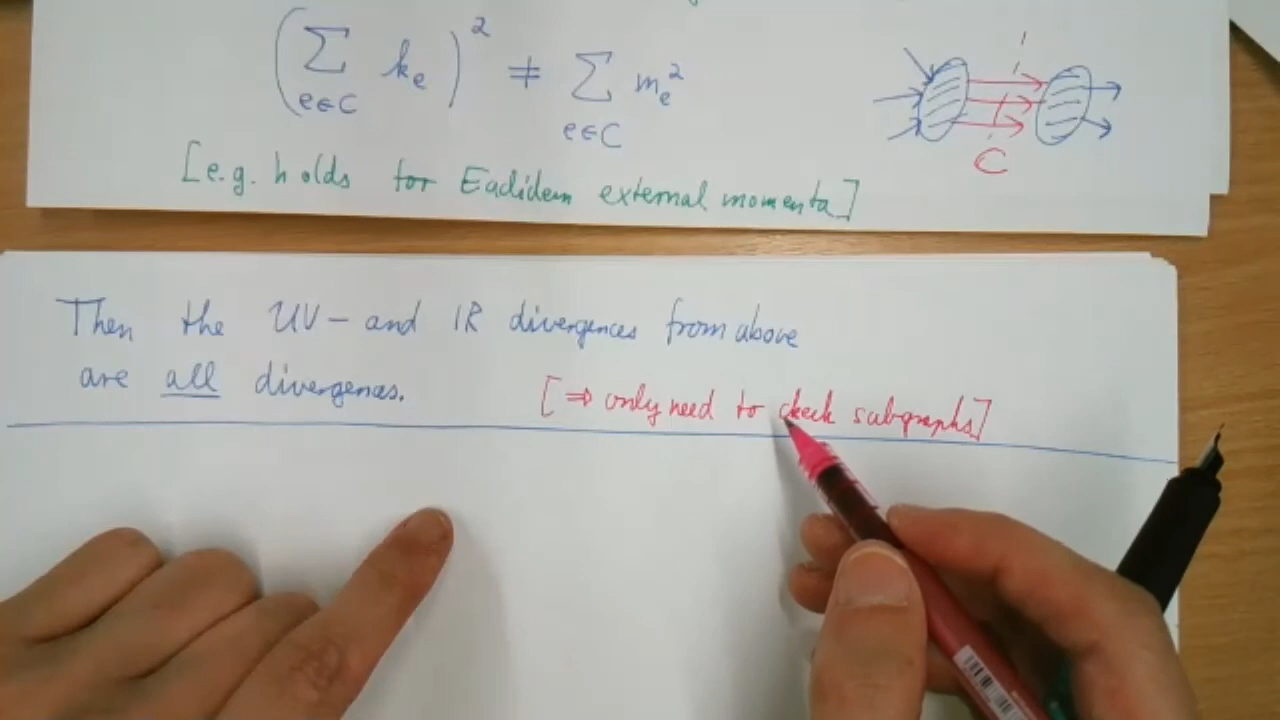 (∑ kₑ)² ≠ ∑ mₑ²
e∈C e∈C
C
[e.g. holds for Euclidean external momenta]
Then the UV- and IR divergences from above
are all divergences.
[⇒ only need to check subgraphs]